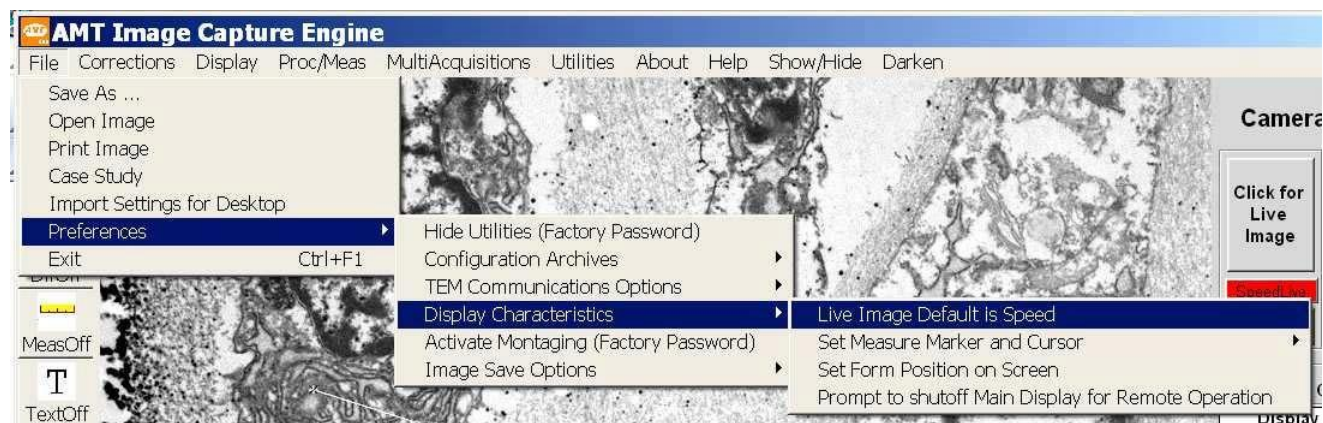 AMT Image Capture Engine
File Corrections Display Proc/Meas MultiAcquisitions Utilities About Help Show/Hide Darken
Save As ...
Open Image
Print Image
Case Study
Import Settings for Desktop
Preferences
Exit Ctrl+F1
Hide Utilities (Factory Password)
Configuration Archives
TEM Communications Options
Display Characteristics
Activate Montaging (Factory Password)
Image Save Options
Live Image Default is Speed
Set Measure Marker and Cursor
Set Form Position on Screen
Prompt to shutoff Main Display for Remote Operation
MeasOff
T
TextOff
Camera
Click for
Live
Image
SpeedLive
Display